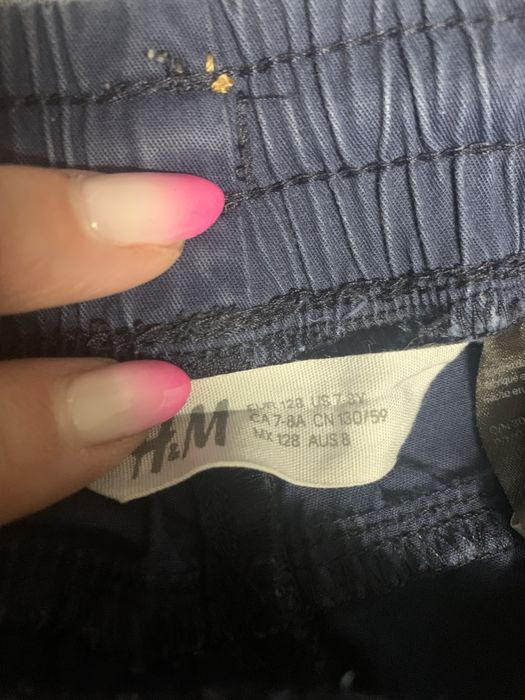 H&M
EUR 128 US 7-8Y
CA 7-8A CN 130/59
MX 128 AUS 8